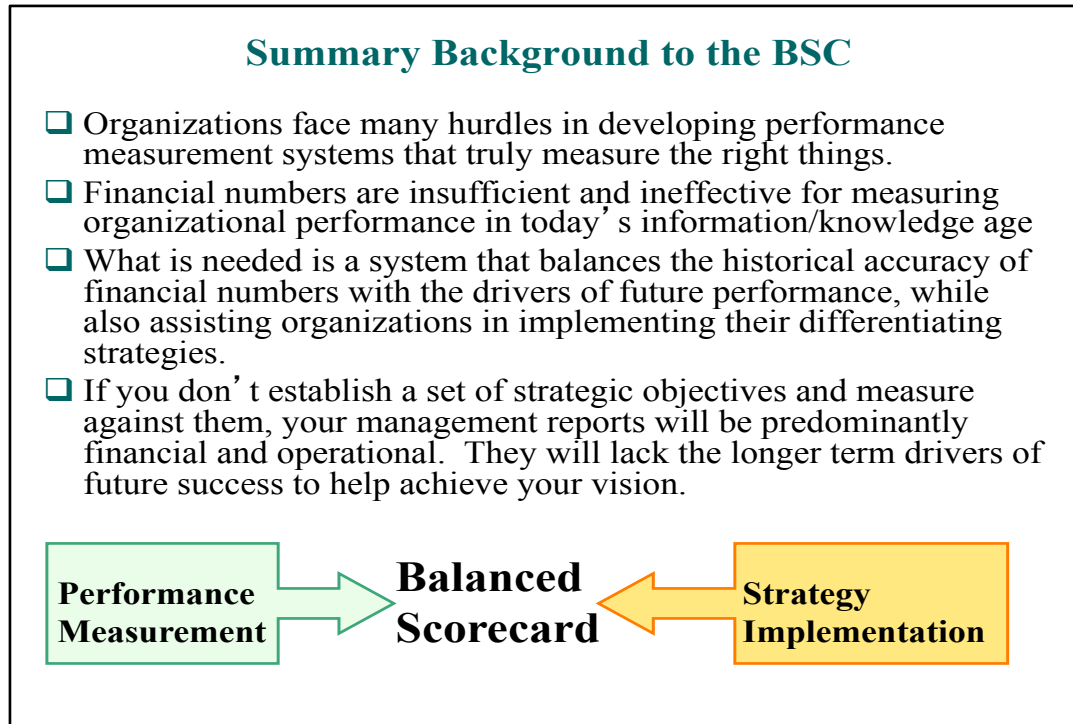 Summary Background to the BSC
❑ Organizations face many hurdles in developing performance
measurement systems that truly measure the right things.
❑ Financial numbers are insufficient and ineffective for measuring
organizational performance in today’s information/knowledge age
❑ What is needed is a system that balances the historical accuracy of
financial numbers with the drivers of future performance, while
also assisting organizations in implementing their differentiating
strategies.
❑ If you don’t establish a set of strategic objectives and measure
against them, your management reports will be predominantly
financial and operational.  They will lack the longer term drivers of
future success to help achieve your vision.
Performance
Measurement
Balanced
Scorecard
Strategy
Implementation